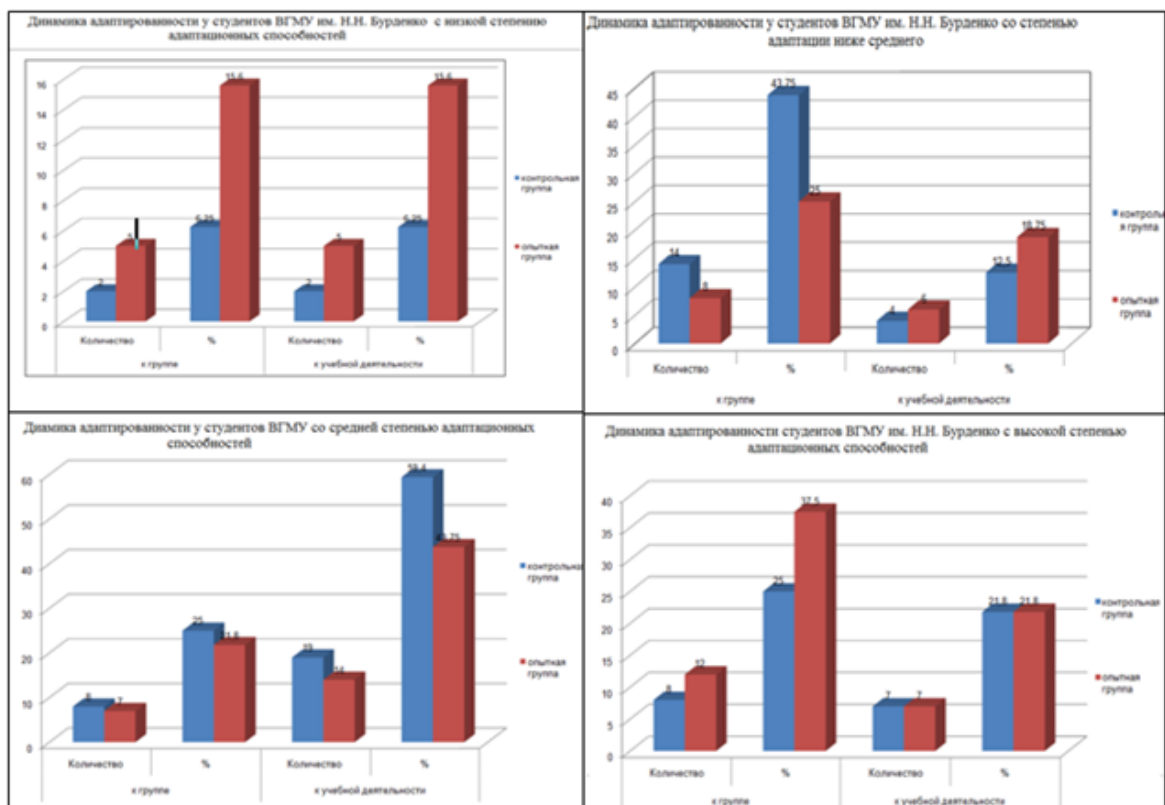 Динамика адаптированности у студентов ВГМУ им. Н.Н. Бурденко с низкой степенню
адаптационных способностей
16
14
12
10
8
6
4
2
0
2
5
6,25
15,6
2
5
6,25
15,6
Количество
%
Количество
%
к группе
к учебной деятельности
контрольная
группа
опытная
группа
Динамика адаптированности у студентов ВГМУ им. Н.Н. Бурденко со степенью
адаптации ниже среднего
45
40
35
30
25
20
15
10
5
0
14
8
43,75
25
4
6
12,5
18,75
Количество
%
Количество
%
к группе
к учебной деятельности
контрольн
я группа
опытная
группа
Диамика адаптированности у студентов ВГМУ со средней степенью адаптационных
способностей
60
50
40
30
20
10
0
8
7
25
21,8
19
14
59,4
43,75
Количество
%
Количество
%
к группе
к учебной деятельности
контрольная
группа
опытная
группа
Динамика адаптированности студентов ВГМУ им. Н.Н. Бурденко с высокой степенью
адаптационных способностей
40
35
30
25
20
15
10
5
0
8
12
25
37,5
7
7
21,8
21,8
Количество
%
Количество
%
к группе
к учебной деятельности
контрольная
группа
опытная
группа